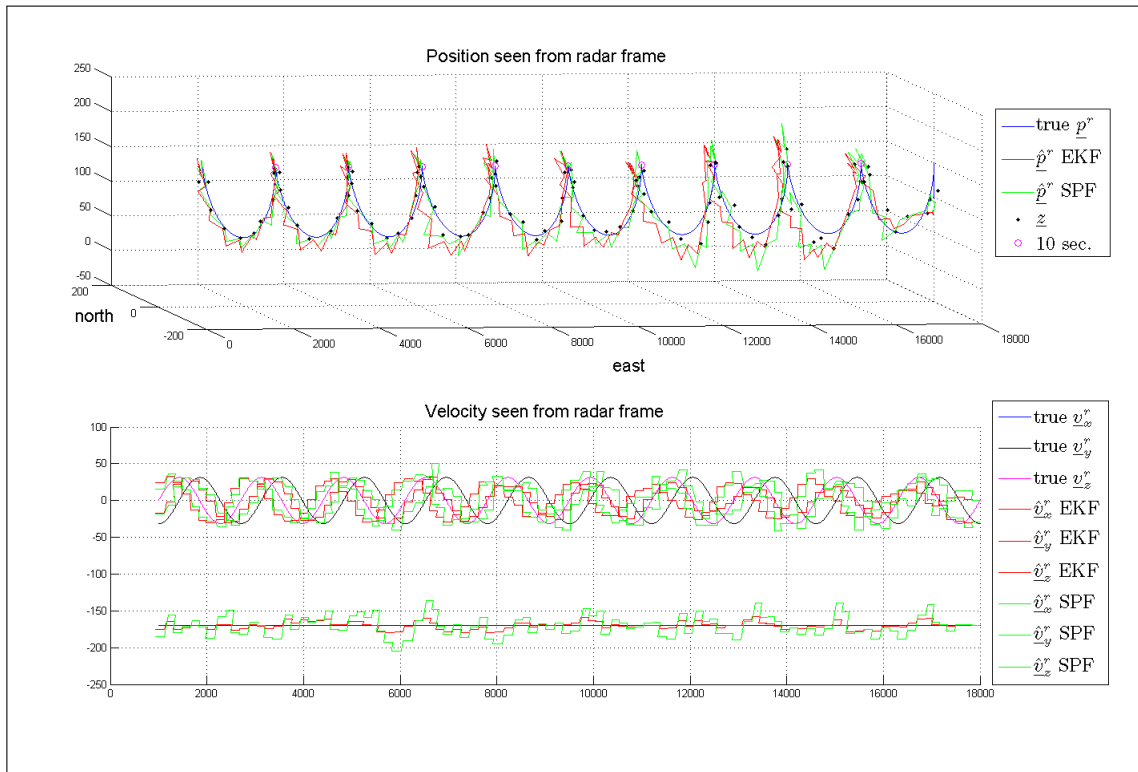 Position seen from radar frame
250
200
150
100
50
0
-50
200
0
-200
north
0
2000
4000
6000
8000
10000
12000
14000
16000
18000
east
true p^r
p̂^r EKF
p̂^r SPF
z
10 sec.
Velocity seen from radar frame
100
50
0
-50
-100
-150
-200
-250
0
2000
4000
6000
8000
10000
12000
14000
16000
18000
true v_x^r
true v_y^r
true v_z^r
v̂_x^r EKF
v̂_y^r EKF
v̂_z^r EKF
v̂_x^r SPF
v̂_y^r SPF
v̂_z^r SPF